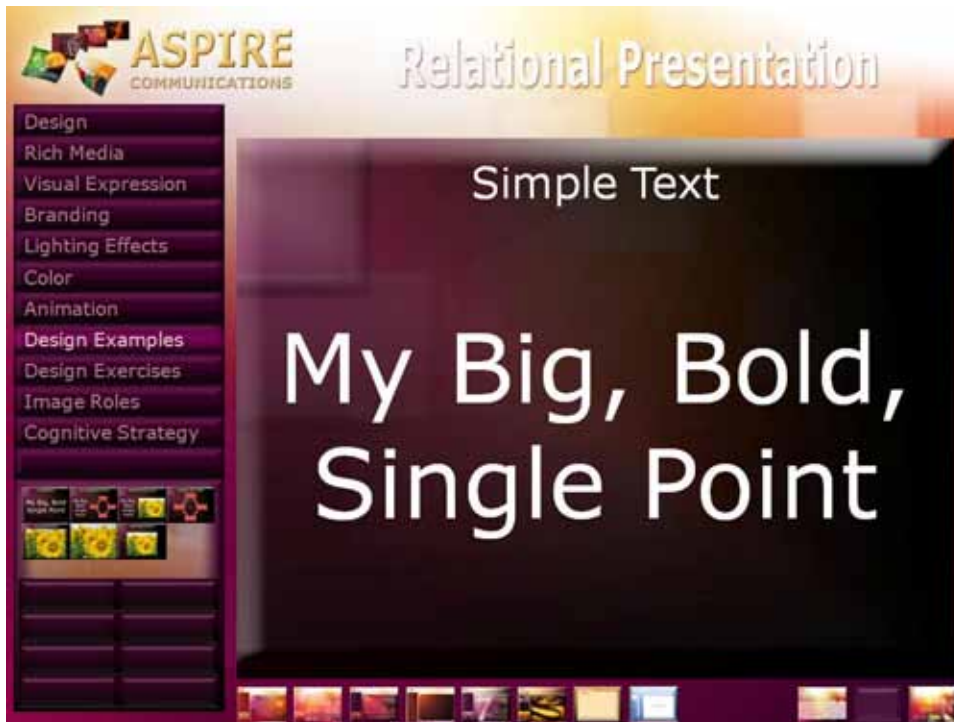 ASPIRE
COMMUNICATIONS
Relational Presentation
Design
Rich Media
Visual Expression
Branding
Lighting Effects
Color
Animation
Design Examples
Design Exercises
Image Roles
Cognitive Strategy
Simple Text
My Big, Bold,
Single Point